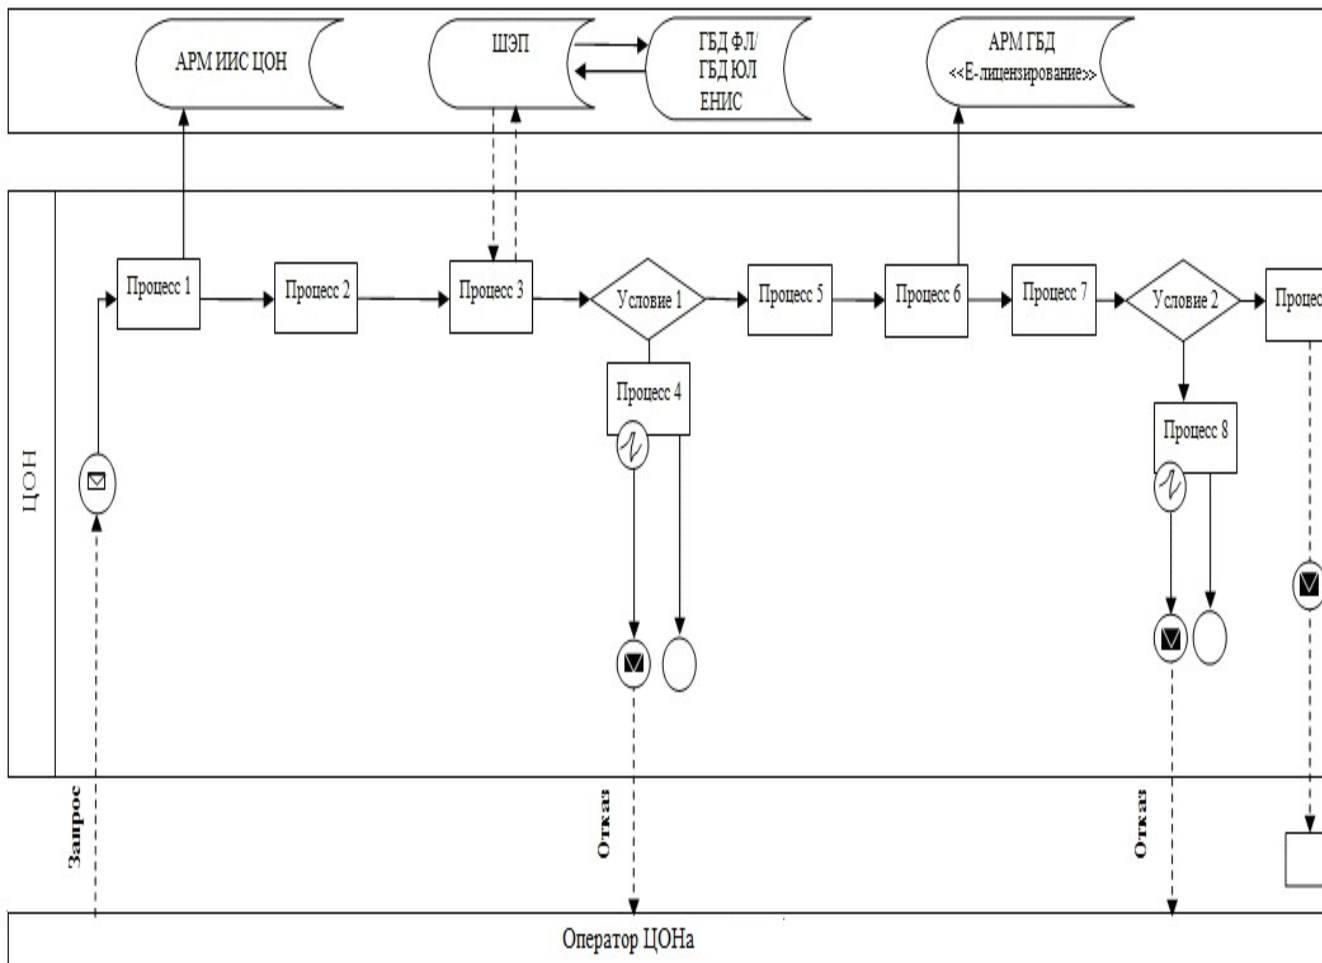 АРМ ИИС ЦОН
ШЭП
ГБД ФЛ/
ГБД ЮЛ
ЕНИС
АРМ ГБД
<<Е-лицензирование>>
ЦОН
Процесс 1
Процесс 2
Процесс 3
Условие 1
Процесс 5
Процесс 6
Процесс 7
Условие 2
Процесс
Процесс 4
Процесс 8
Запрос
Отказ
Отказ
Оператор ЦОНа